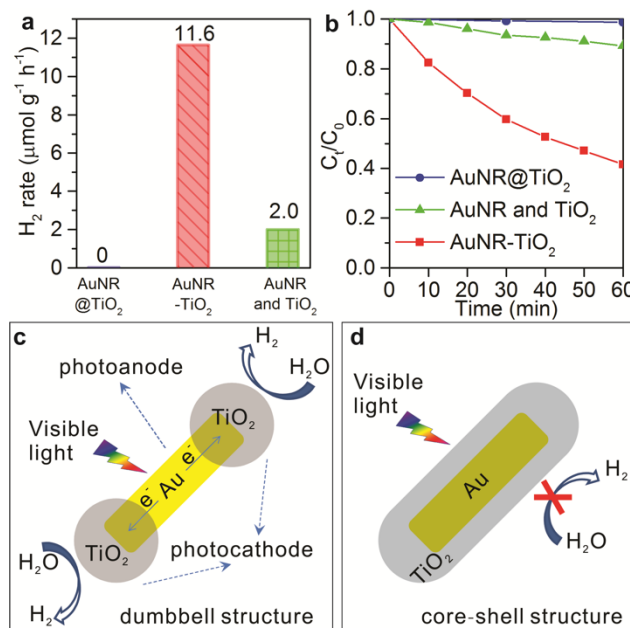 a
H₂ rate (μmol g⁻¹ h⁻¹)
12
10
8
6
4
2
0
0
11.6
2.0
AuNR
@TiO₂
AuNR
-TiO₂
AuNR
and TiO₂
b
Cₜ/C₀
1.0
0.8
0.6
0.4
0.2
0.0
AuNR@TiO₂
AuNR and TiO₂
AuNR-TiO₂
0 10 20 30 40 50 60
Time (min)
c
photoanode
H₂
H₂O
TiO₂
Visible
light
e⁻
Au
e⁻
TiO₂
H₂O
photocathode
H₂
dumbbell structure
d
Visible
light
Au
H₂
H₂O
TiO₂
core-shell structure